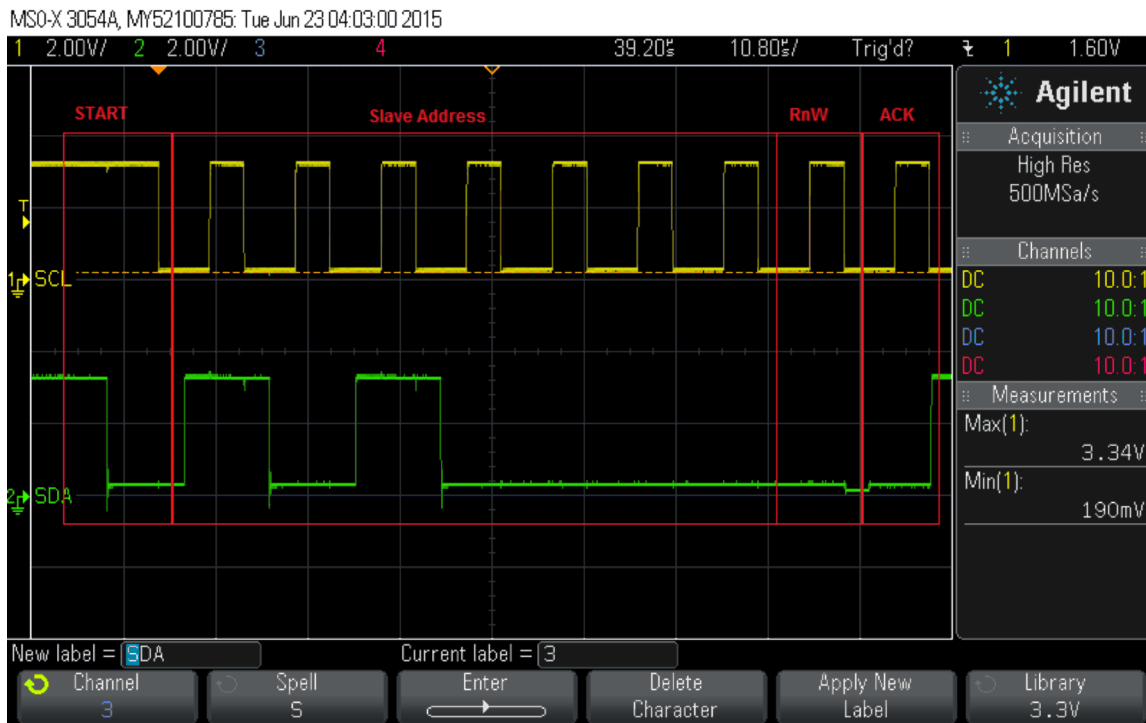 MSO-X 3054A, MY52100785: Tue Jun 23 04:03:00 2015
1 2.00V/ 2 2.00V/ 3 4 39.20µs 10.80µs/ Trig'd? 1 1.60V
START Slave Address RnW ACK
T
1 SCL
2 SDA
Agilent
Acquisition
High Res
500MSa/s
Channels
DC 10.0:1
DC 10.0:1
DC 10.0:1
DC 10.0:1
Measurements
Max(1):
3.34V
Min(1):
190mV
New label = SDA Current label = 3
Channel Spell Enter Delete Apply New Library
3 S Character Label 3.3V